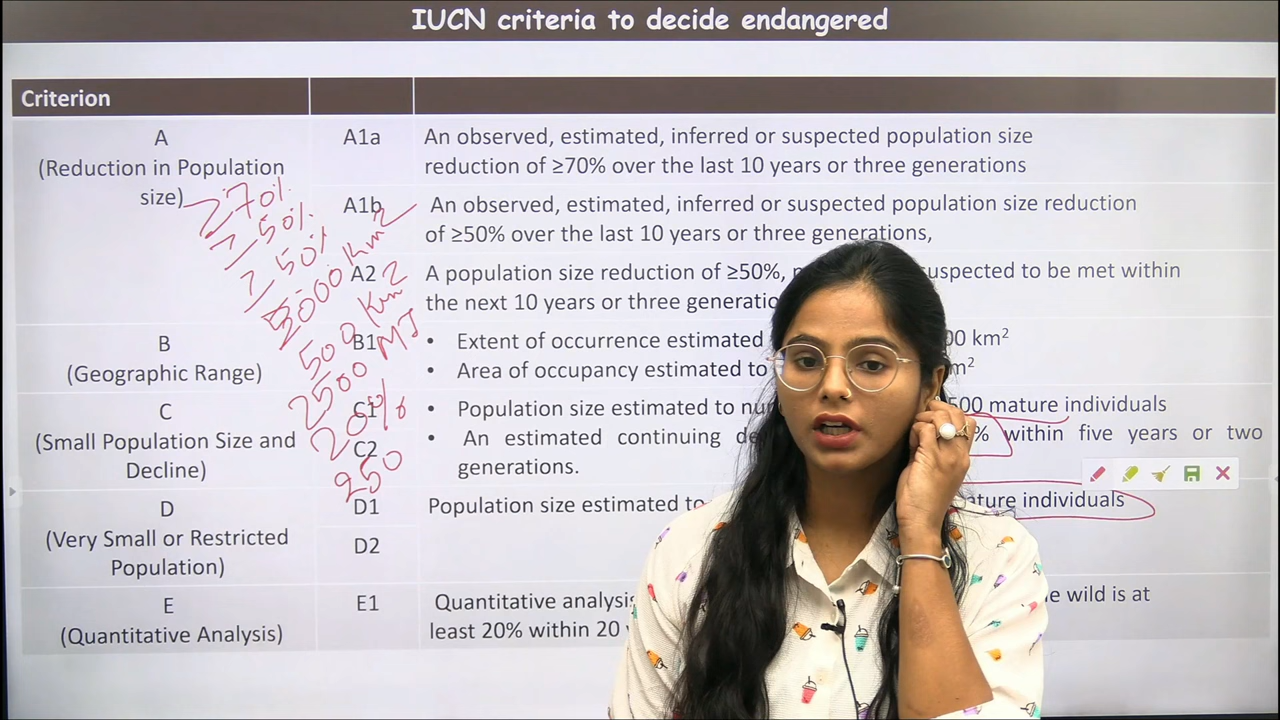 IUCN criteria to decide endangered
Criterion
A
(Reduction in Population
size)
A1a
An observed, estimated, inferred or suspected population size
reduction of ≥70% over the last 10 years or three generations
A1b
An observed, estimated, inferred or suspected population size reduction
of ≥50% over the last 10 years or three generations,
A2
A population size reduction of ≥50%, suspected to be met within
the next 10 years or three
B
(Geographic Range)
B1
• Extent of occurrence estimated km²
• Area of occupancy estimated to
C
(Small Population Size and
Decline)
C1
• Population size estimated to mature individuals
C2
• An estimated continuing within five years or two
generations.
D
(Very Small or Restricted
Population)
D1
Population size estimated to individuals
D2
E
(Quantitative Analysis)
E1
Quantitative wild is at
least 20% within 20
≥70%
≥50%
≥50%
5000 Km2
500 Km2
2500 MI
20%
250